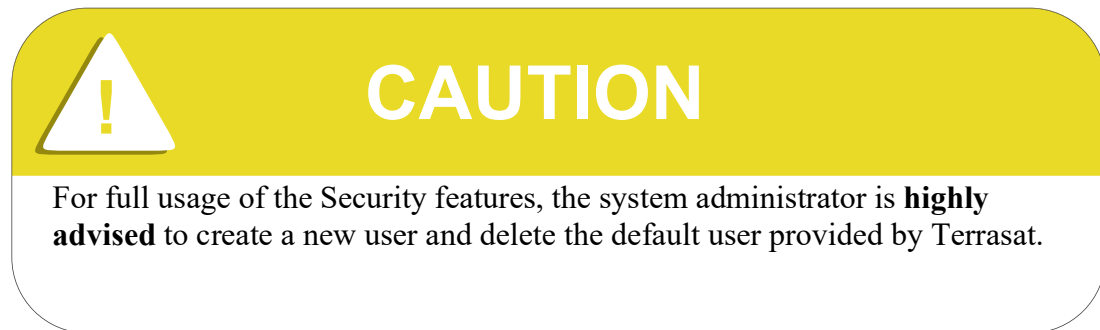 !
CAUTION
For full usage of the Security features, the system administrator is highly
advised to create a new user and delete the default user provided by Terrasat.